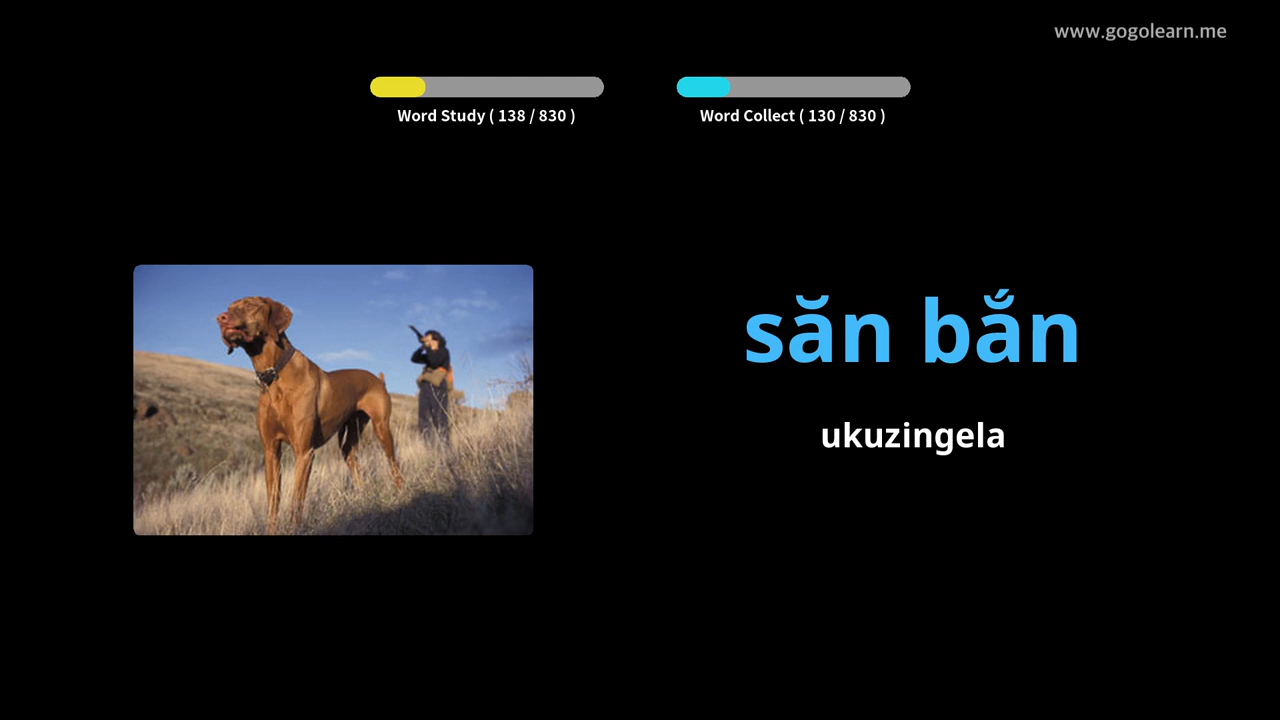 www.gogolearn.me
Word Study ( 138 / 830 )
Word Collect ( 130 / 830 )
săn bắn
ukuzingela